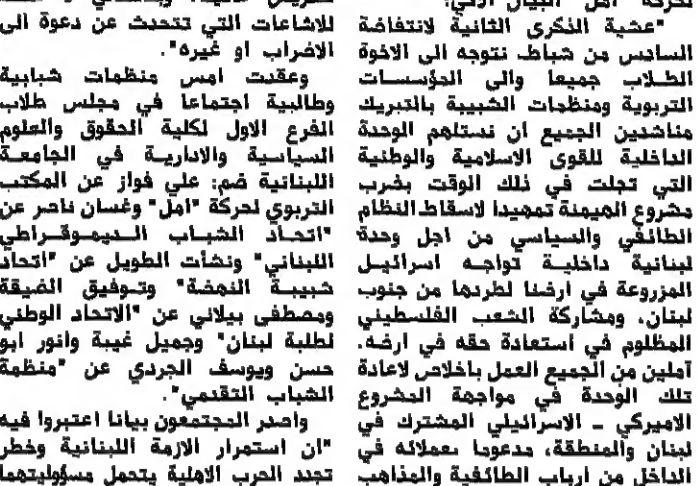 لحركة "امل" البيان الآتي:
"عشية الذكرى الثانية لانتفاضة
السادس من شباط نتوجه الى الاخوة
الطلاب جميعا والى المؤسسات
التربوية ومنظمات الشبيبة بالتبريك
مناشدين الجميع ان نستلهم الوحدة
الداخلية للقوى الاسلامية والوطنية
التي تجلت في ذلك الوقت بضرب
مشروع الهيمنة تمهيدا لاسقاط النظام
الطائفي والسياسي من اجل وحدة
لبنانية داخلية تواجه اسرائيل
المزروعة في ارضنا لطردها من جنوب
لبنان، ومشاركة الشعب الفلسطيني
المظلوم في استعادة حقه في ارضه.
آملين من الجميع العمل باخلاص لاعادة
تلك الوحدة في مواجهة المشروع
الاميركي ـ الاسرائيلي المشترك في
لبنان والمنطقة، مدعوما بعملائه في
الداخل من ارباب الطائفية والمذاهب
للاشاعات التي تتحدث عن دعوة الى
الاضراب او غيره".
وعقدت امس منظمات شبابية
وطالبية اجتماعا في مجلس طلاب
الفرع الاول لكلية الحقوق والعلوم
السياسية والادارية في الجامعة
اللبنانية ضم: علي فواز عن المكتب
التربوي لحركة "امل" وغسان ناصر عن
"اتحاد الشباب الديموقراطي
اللبناني" ونشأت الطويل عن "اتحاد
شبيبة النهضة" وتوفيق الضيقة
ومصطفى بيلاني عن "الاتحاد الوطني
لطلبة لبنان" وجميل غيبة وانور ابو
حسن ويوسف الجردي عن "منظمة
الشباب التقدمي".
واصدر المجتمعون بيانا اعتبروا فيه
"ان استمرار الازمة اللبنانية وخطر
تجدد الحرب الاهلية يتحمل مسؤوليتهما